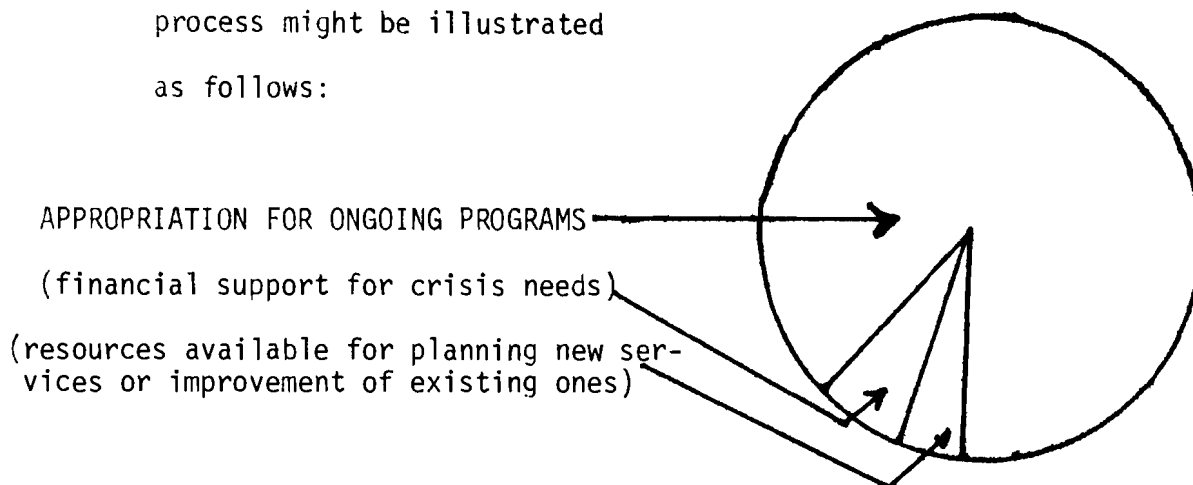 process might be illustrated
as follows:
APPROPRIATION FOR ONGOING PROGRAMS
(financial support for crisis needs)
(resources available for planning new ser-
vices or improvement of existing ones)